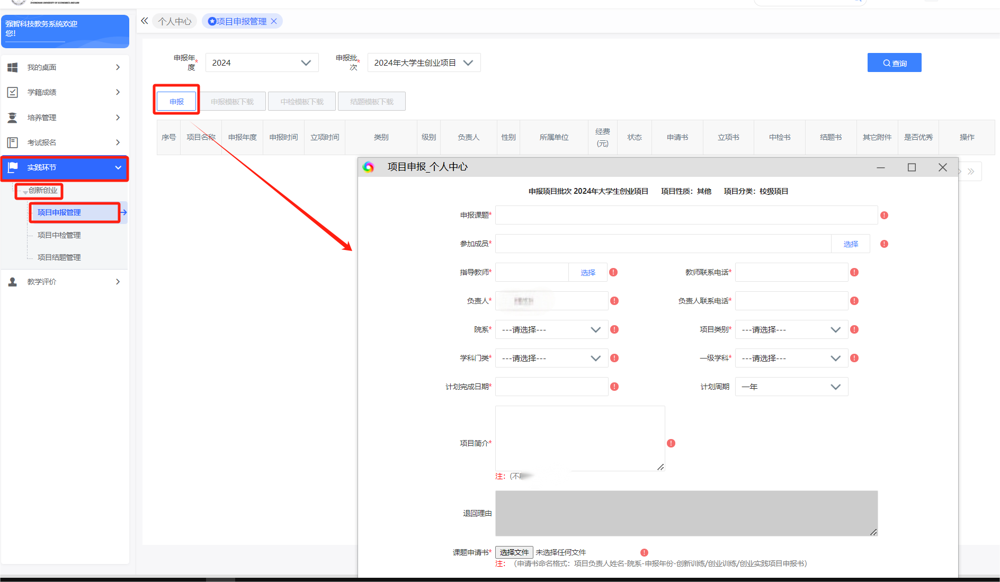 ZHONGNAN UNIVERSITY OF ECONOMICS AND LAW
强智科技教务系统欢迎
您!
我的桌面
学籍成绩
培养管理
考试报名
实践环节
创新创业
项目申报管理
项目中检管理
项目结题管理
教学评价
个人中心
项目申报管理
申报年度* 2024
申报批次* 2024年大学生创业项目
查询
申报 申报模板下载 中检模板下载 结题模板下载
序号 项目名称 申报年度 申报时间 立项时间 类别 级别 负责人 性别 所属单位 经费(元) 状态 申请书 立项书 中检书 结题书 其它附件 是否优秀 操作
项目申报_个人中心
申报项目批次 2024年大学生创业项目 项目性质：其他 项目分类：校级项目
申报课题*
参加成员* 选择
指导教师* 选择 教师联系电话*
负责人* 负责人联系电话*
院系* ---请选择--- 项目类别* ---请选择---
学科门类* ---请选择--- 一级学科* ---请选择---
计划完成日期* 计划周期 一年
项目简介*
注：(不
退回理由
课题申请书* 选择文件 未选择任何文件
注：（申请书命名格式：项目负责人姓名-院系-申报年份-创新训练/创业训练/创业实践项目申报书）